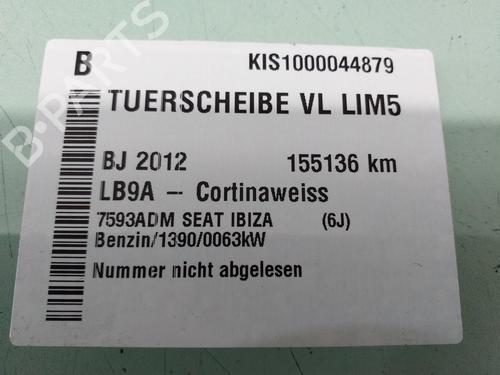 B KIS1000044879
TUERSCHEIBE VL LIM5
BJ 2012 155136 km
LB9A -- Cortinaweiss
7593ADM SEAT IBIZA (6J)
Benzin/1390/0063kW
Nummer nicht abgelesen
B-PARTS